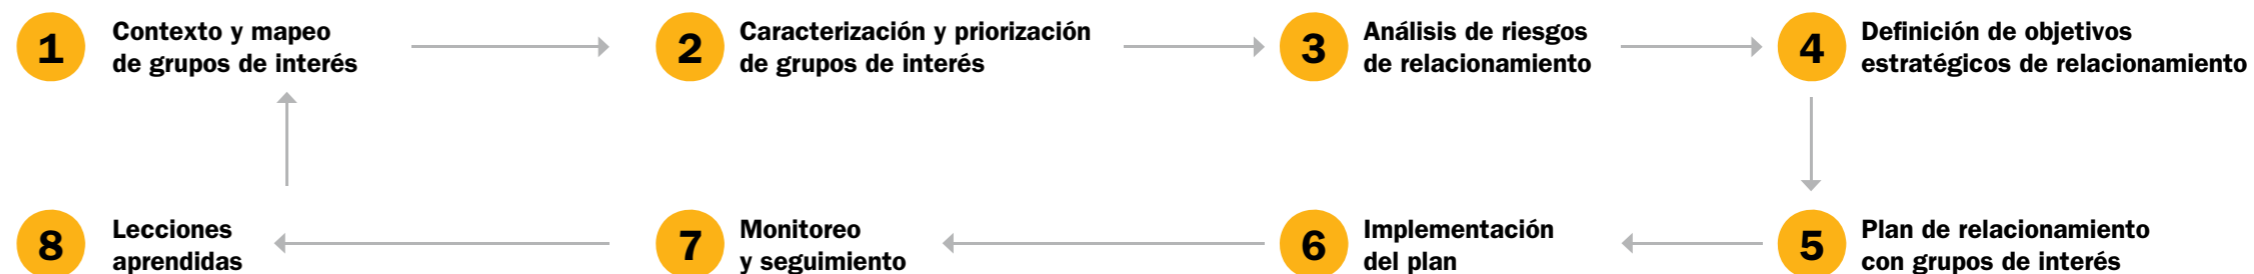 1
Contexto y mapeo
de grupos de interés
2
Caracterización y priorización
de grupos de interés
3
Análisis de riesgos
de relacionamiento
4
Definición de objetivos
estratégicos de relacionamiento
5
Plan de relacionamiento
con grupos de interés
6
Implementación
del plan
7
Monitoreo
y seguimiento
8
Lecciones
aprendidas